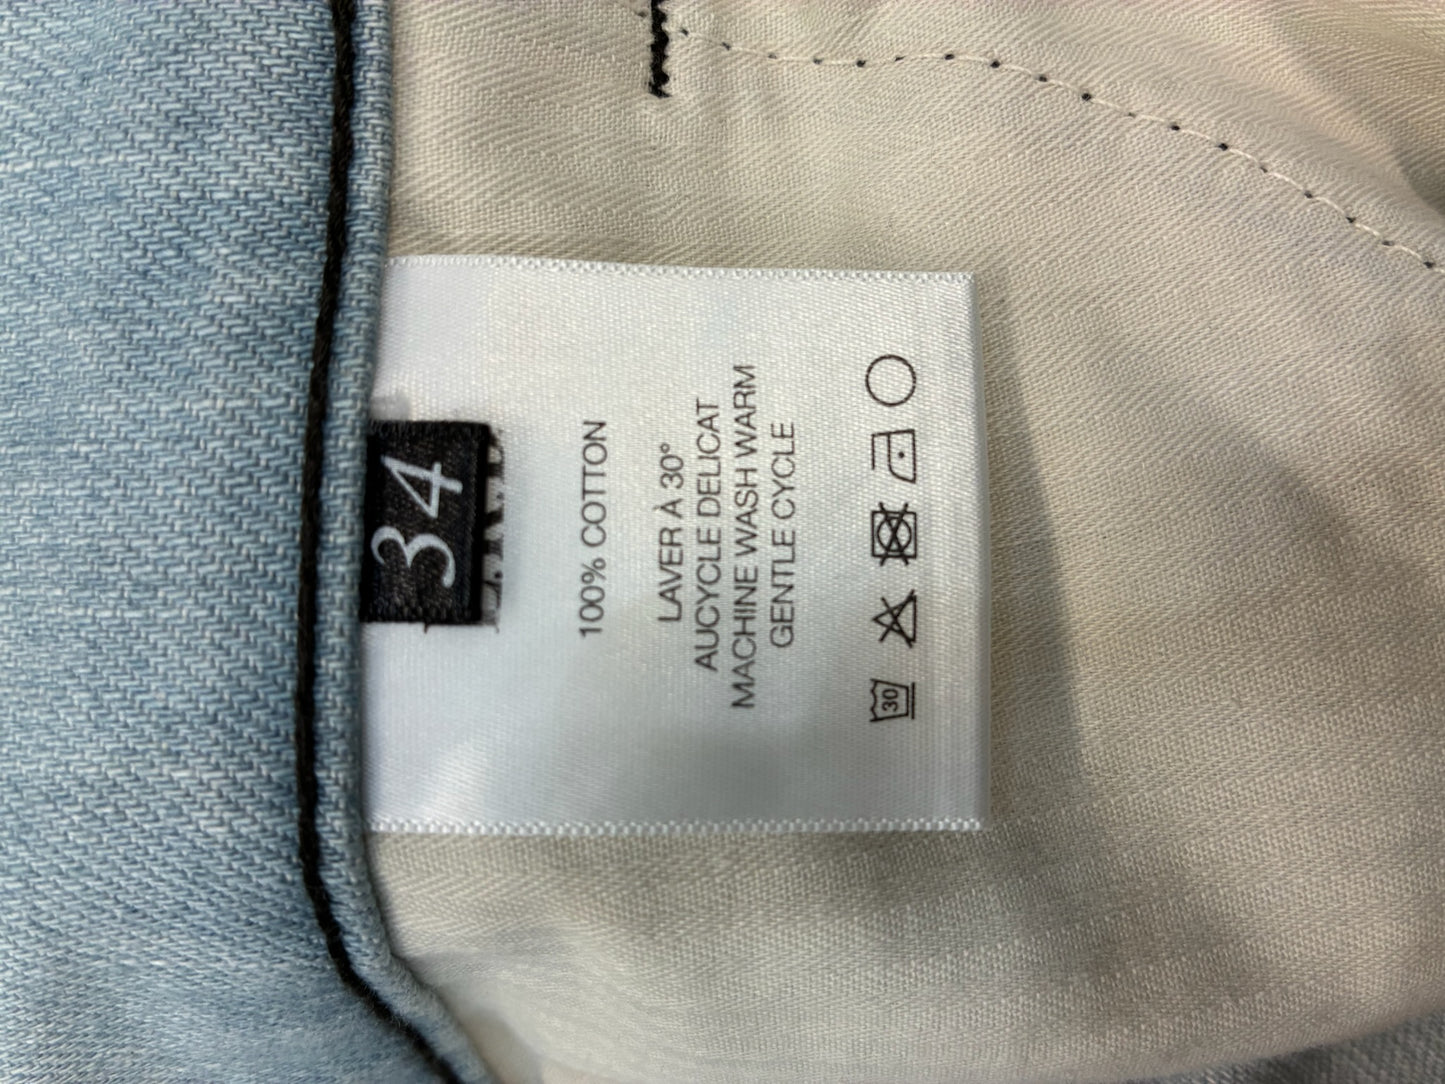 34
100% COTTON
LAVER À 30°
AUCYCLE DELICAT
MACHINE WASH WARM
GENTLE CYCLE
30